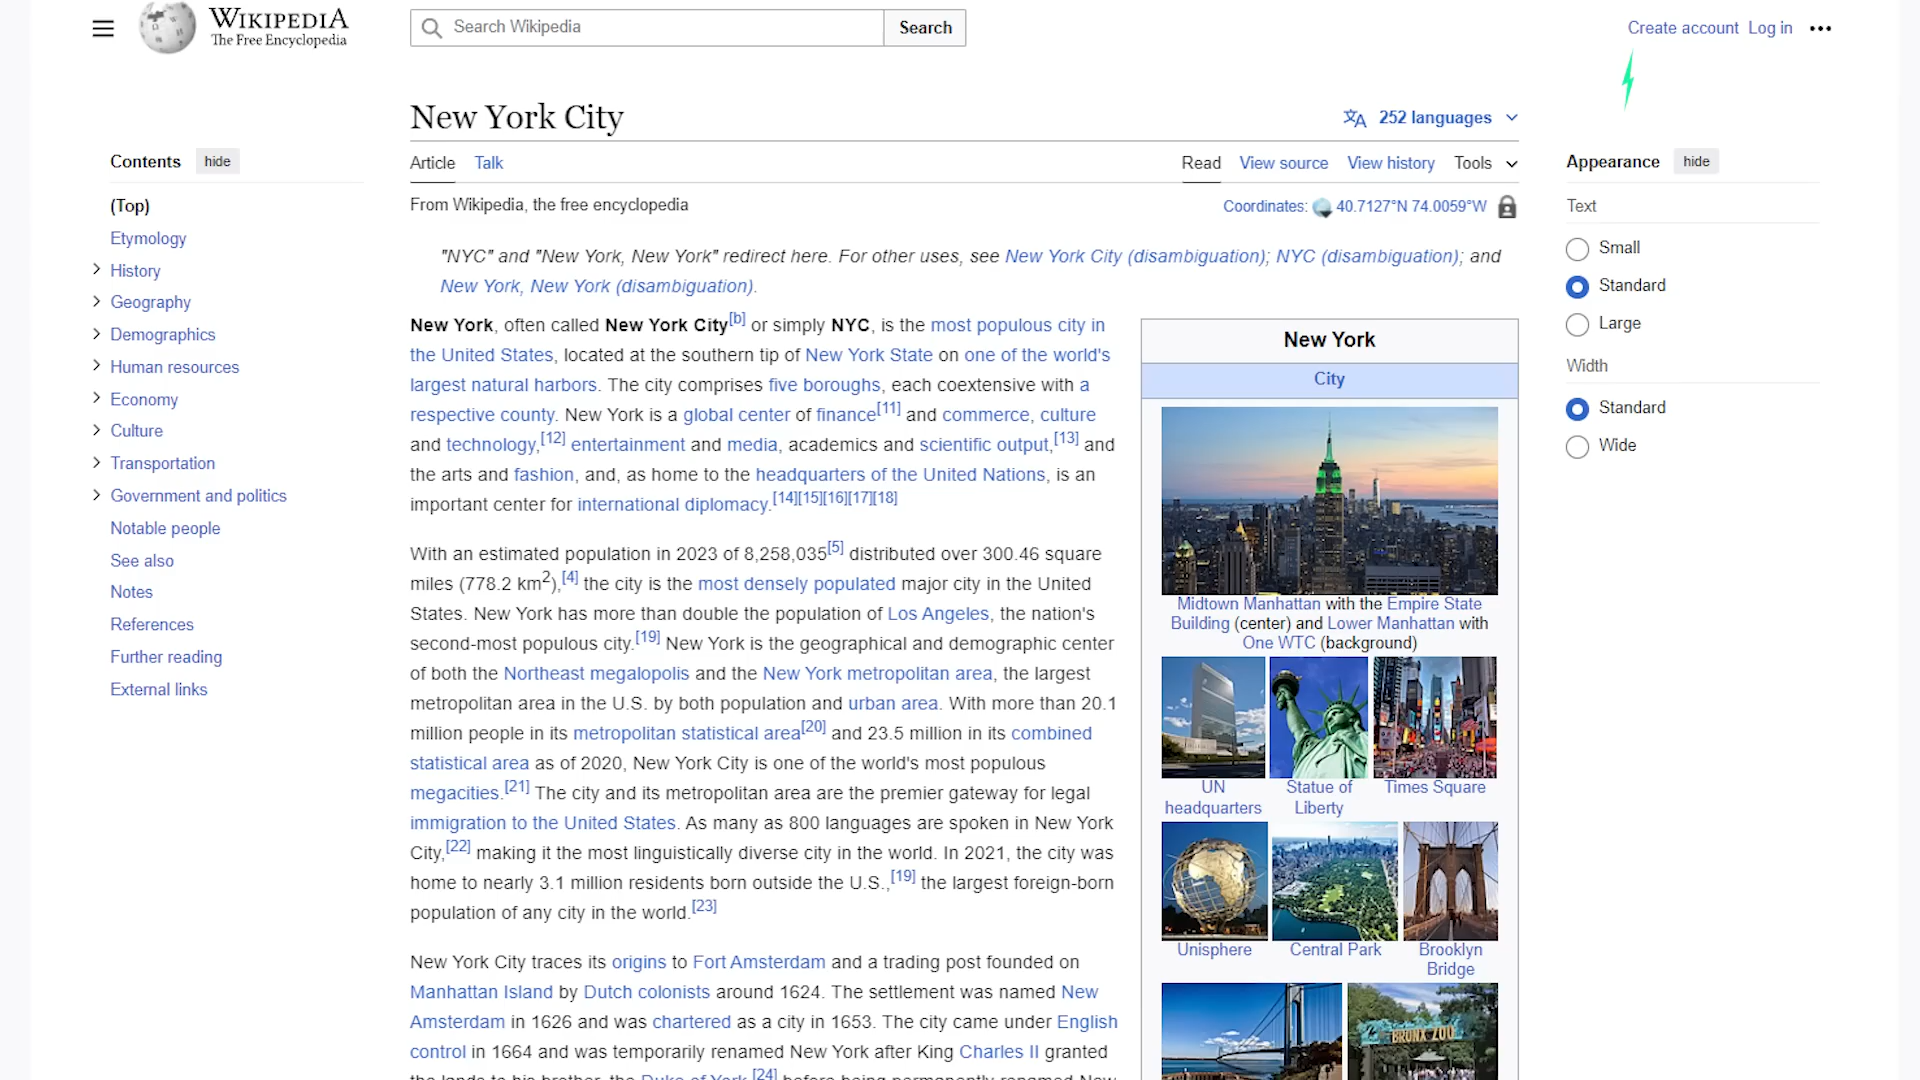 WIKIPEDIA
The Free Encyclopedia
Search Wikipedia
Search
Create account Log in
New York City
252 languages
Contents hide
Article Talk
Read View source View history Tools
Appearance hide
From Wikipedia, the free encyclopedia
Coordinates: 40.7127°N 74.0059°W
(Top)
Etymology
History
Geography
Demographics
Human resources
Economy
Culture
Transportation
Government and politics
Notable people
See also
Notes
References
Further reading
External links
"NYC" and "New York, New York" redirect here. For other uses, see New York City (disambiguation); NYC (disambiguation); and
New York, New York (disambiguation).
New York, often called New York City[b] or simply NYC, is the most populous city in
the United States, located at the southern tip of New York State on one of the world's
largest natural harbors. The city comprises five boroughs, each coextensive with a
respective county. New York is a global center of finance[11] and commerce, culture
and technology,[12] entertainment and media, academics and scientific output,[13] and
the arts and fashion, and, as home to the headquarters of the United Nations, is an
important center for international diplomacy.[14][15][16][17][18]
With an estimated population in 2023 of 8,258,035[5] distributed over 300.46 square
miles (778.2 km2),[4] the city is the most densely populated major city in the United
States. New York has more than double the population of Los Angeles, the nation's
second-most populous city.[19] New York is the geographical and demographic center
of both the Northeast megalopolis and the New York metropolitan area, the largest
metropolitan area in the U.S. by both population and urban area. With more than 20.1
million people in its metropolitan statistical area[20] and 23.5 million in its combined
statistical area as of 2020, New York City is one of the world's most populous
megacities.[21] The city and its metropolitan area are the premier gateway for legal
immigration to the United States. As many as 800 languages are spoken in New York
City,[22] making it the most linguistically diverse city in the world. In 2021, the city was
home to nearly 3.1 million residents born outside the U.S.,[19] the largest foreign-born
population of any city in the world.[23]
New York City traces its origins to Fort Amsterdam and a trading post founded on
Manhattan Island by Dutch colonists around 1624. The settlement was named New
Amsterdam in 1626 and was chartered as a city in 1653. The city came under English
control in 1664 and was temporarily renamed New York after King Charles II granted
the lands to his brother, the Duke of York,[24] before being permanently renamed New
New York
City
Midtown Manhattan with the Empire State
Building (center) and Lower Manhattan with
One WTC (background)
UN
headquarters
Statue of
Liberty
Times Square
Unisphere
Central Park
Brooklyn
Bridge
BRONX ZOO
Text
Small
Standard
Large
Width
Standard
Wide